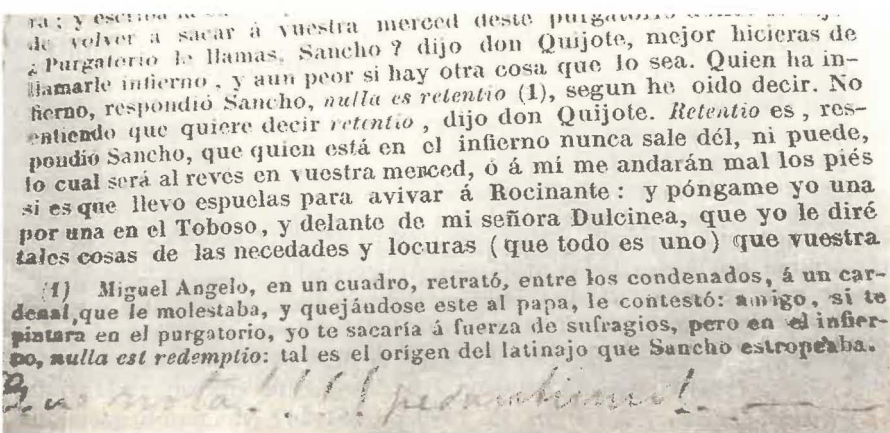 ra ; y
de volver a sacar á vuestra merced deste purgatorio
¿ Purgatorio le llamas, Sancho ? dijo don Quijote, mejor hicieras de
llamarle infierno , y aun peor si hay otra cosa que lo sea. Quien ha in-
fierno, respondió Sancho, nulla es retentio (1), segun he oido decir. No
entiendo que quiere decir retentio , dijo don Quijote. Retentio es , res-
pondió Sancho, que quien está en el infierno nunca sale dél, ni puede,
lo cual será al reves en vuestra merced, ó á mí me andarán mal los piés
si es que llevo espuelas para avivar á Rocinante : y póngame yo una
por una en el Toboso, y delante de mi señora Dulcinea, que yo le diré
tales cosas de las necedades y locuras (que todo es uno) que vuestra
(1) Miguel Angelo, en un cuadro, retrató, entre los condenados, á un car-
denal, que le molestaba, y quejándose este al papa, le contestó: amigo, si te
pintara en el purgatorio, yo te sacaría á fuerza de sufragios, pero en el infier-
no, nulla est redemptio: tal es el orígen del latinajo que Sancho estropeaba.
nota! ! ! !